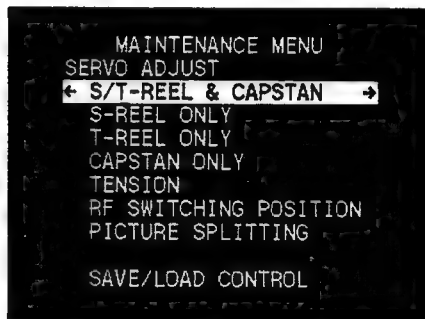 MAINTENANCE MENU
SERVO ADJUST
← S/T-REEL & CAPSTAN →
S-REEL ONLY
T-REEL ONLY
CAPSTAN ONLY
TENSION
RF SWITCHING POSITION
PICTURE SPLITTING
SAVE/LOAD CONTROL